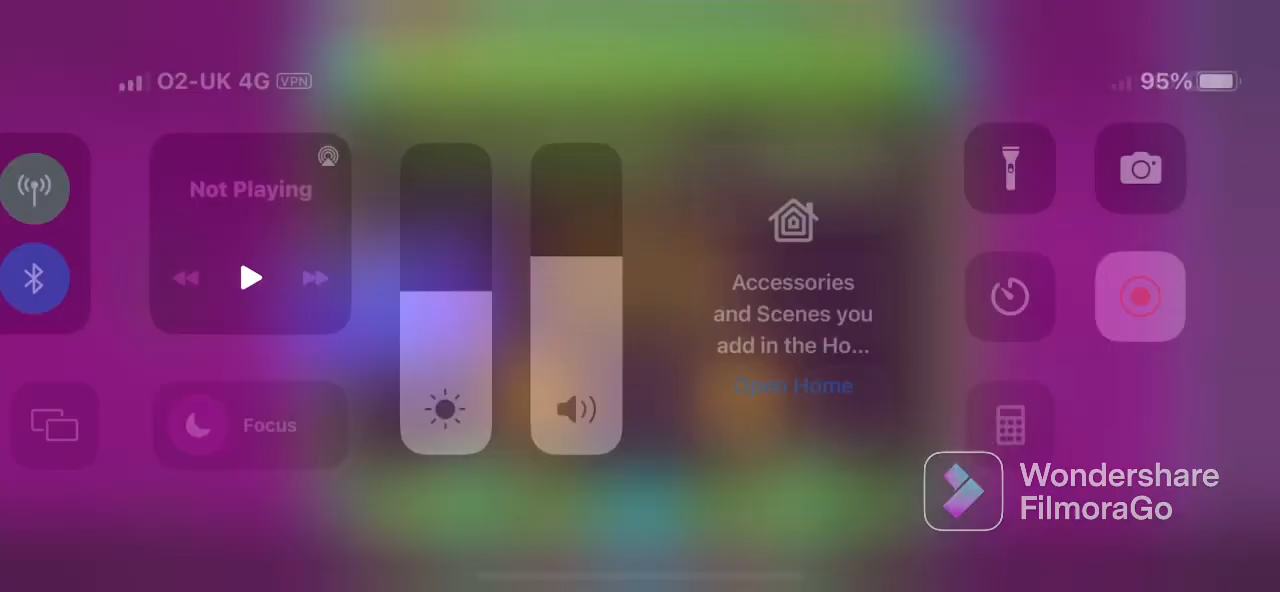 O2-UK 4G VPN
95%
Not Playing
Accessories
and Scenes you
add in the Ho...
Open Home
Focus
Wondershare
FilmoraGo